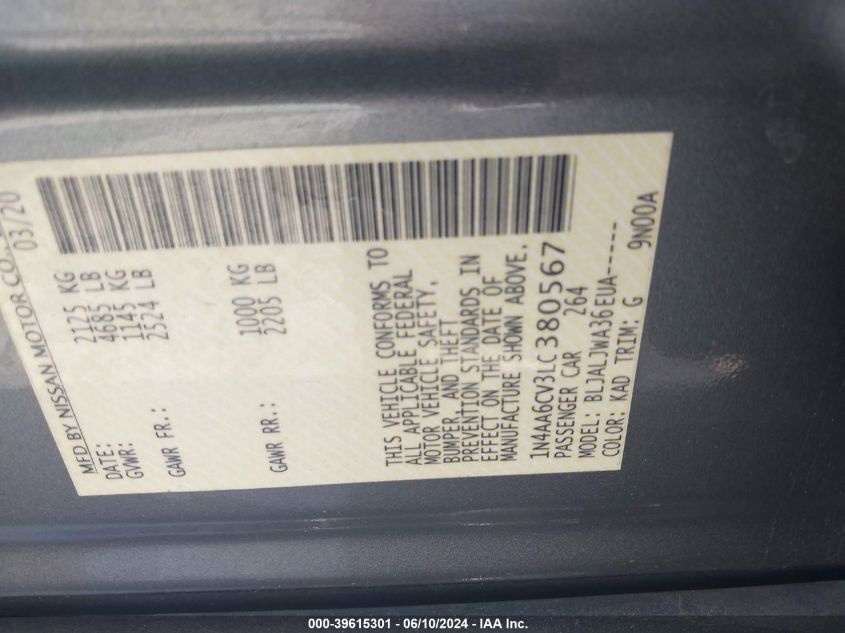 MFD BY NISSAN MOTOR CO.,
DATE: 03/20
GVWR: 2125 KG
4685 LB
GAWR FR.: 1145 KG
2524 LB
GAWR RR.: 1000 KG
2205 LB
THIS VEHICLE CONFORMS TO
ALL APPLICABLE FEDERAL
MOTOR VEHICLE SAFETY,
BUMPER, AND THEFT
PREVENTION STANDARDS IN
EFFECT ON THE DATE OF
MANUFACTURE SHOWN ABOVE.
1N4AA6CV3LC380567
PASSENGER CAR 264
MODEL: BLJALJWA36EUA-----
COLOR: KAD TRIM: G 9N00A
000-39615301 - 06/10/2024 - IAA Inc.